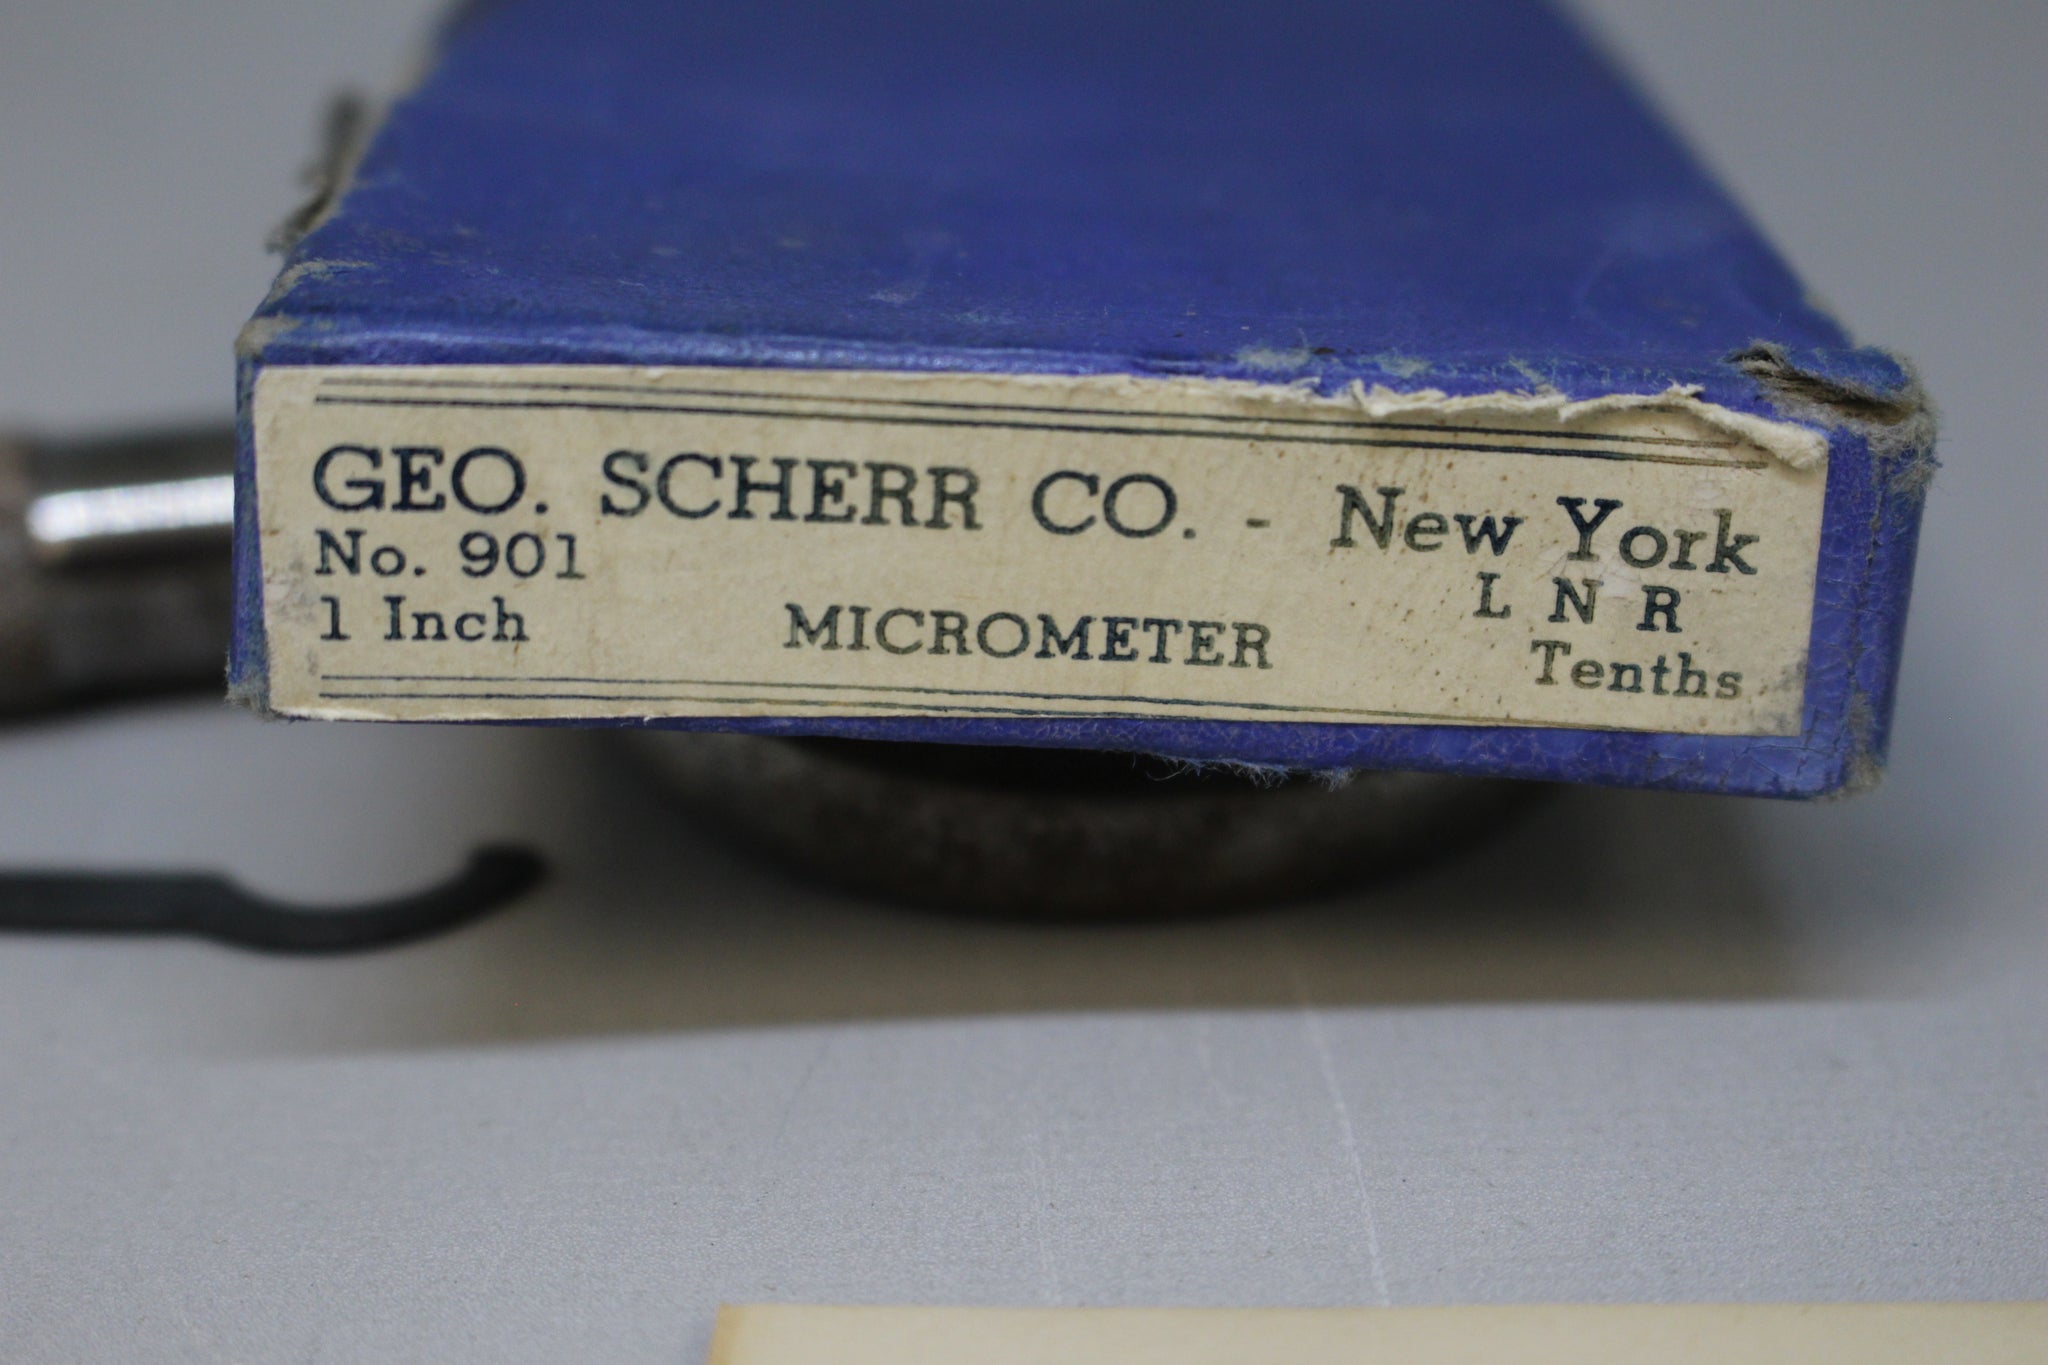 GEO. SCHERR CO. - New York
No. 901 L N R
1 Inch MICROMETER Tenths